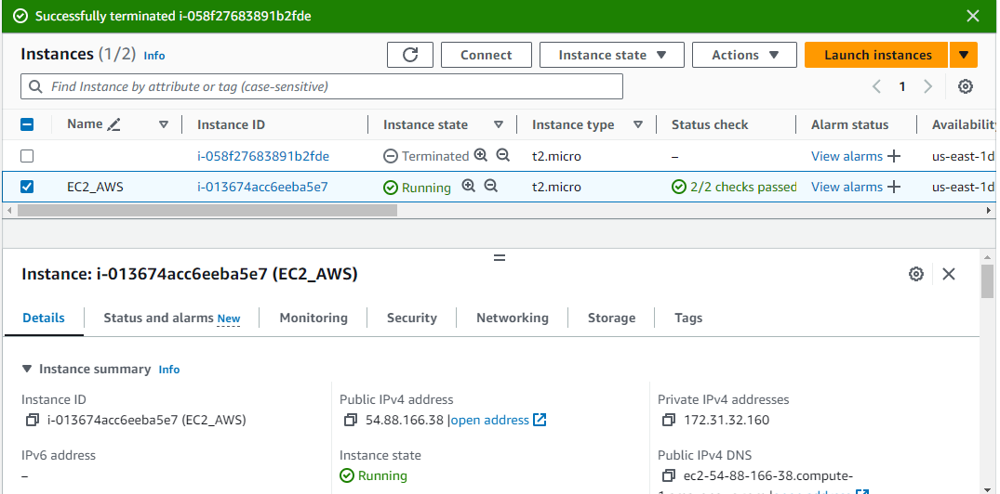 Successfully terminated i-058f27683891b2fde
Instances (1/2) Info
Connect
Instance state
Actions
Launch instances
Find Instance by attribute or tag (case-sensitive)
1
Name Instance ID Instance state Instance type Status check Alarm status Availability
i-058f27683891b2fde Terminated t2.micro – View alarms us-east-1d
EC2_AWS i-013674acc6eeba5e7 Running t2.micro 2/2 checks passed View alarms us-east-1d
Instance: i-013674acc6eeba5e7 (EC2_AWS)
Details Status and alarms New Monitoring Security Networking Storage Tags
Instance summary Info
Instance ID Public IPv4 address Private IPv4 addresses
i-013674acc6eeba5e7 (EC2_AWS) 54.88.166.38 |open address 172.31.32.160
IPv6 address Instance state Public IPv4 DNS
– Running ec2-54-88-166-38.compute-